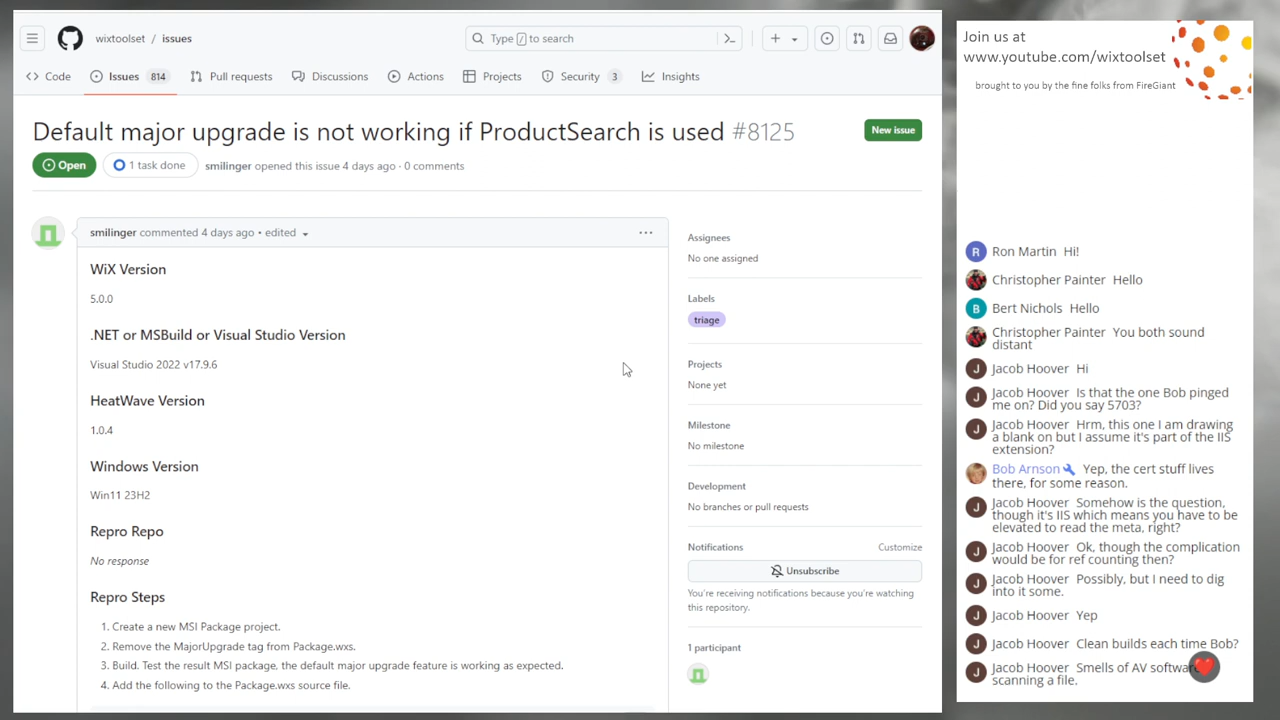 wixtoolset / issues
Type / to search
Code
Issues 814
Pull requests
Discussions
Actions
Projects
Security 3
Insights
Default major upgrade is not working if ProductSearch is used #8125
New issue
Open
1 task done
smilinger opened this issue 4 days ago · 0 comments
smilinger commented 4 days ago • edited
WiX Version
5.0.0
.NET or MSBuild or Visual Studio Version
Visual Studio 2022 v17.9.6
HeatWave Version
1.0.4
Windows Version
Win11 23H2
Repro Repo
No response
Repro Steps
1. Create a new MSI Package project.
2. Remove the MajorUpgrade tag from Package.wxs.
3. Build. Test the result MSI package, the default major upgrade feature is working as expected.
4. Add the following to the Package.wxs source file.
Assignees
No one assigned
Labels
triage
Projects
None yet
Milestone
No milestone
Development
No branches or pull requests
Notifications
Customize
Unsubscribe
You're receiving notifications because you're watching
this repository.
1 participant
Join us at
www.youtube.com/wixtoolset
brought to you by the fine folks from FireGiant
R Ron Martin Hi!
Christopher Painter Hello
B Bert Nichols Hello
Christopher Painter You both sound
distant
J Jacob Hoover Hi
J Jacob Hoover Is that the one Bob pinged
me on? Did you say 5703?
J Jacob Hoover Hrm, this one I am drawing
a blank on but I assume it's part of the IIS
extension?
Bob Arnson Yep, the cert stuff lives
there, for some reason.
J Jacob Hoover Somehow is the question,
though it's IIS which means you have to be
elevated to read the meta, right?
J Jacob Hoover Ok, though the complication
would be for ref counting then?
J Jacob Hoover Possibly, but I need to dig
into it some.
J Jacob Hoover Yep
J Jacob Hoover Clean builds each time Bob?
J Jacob Hoover Smells of AV software
scanning a file.